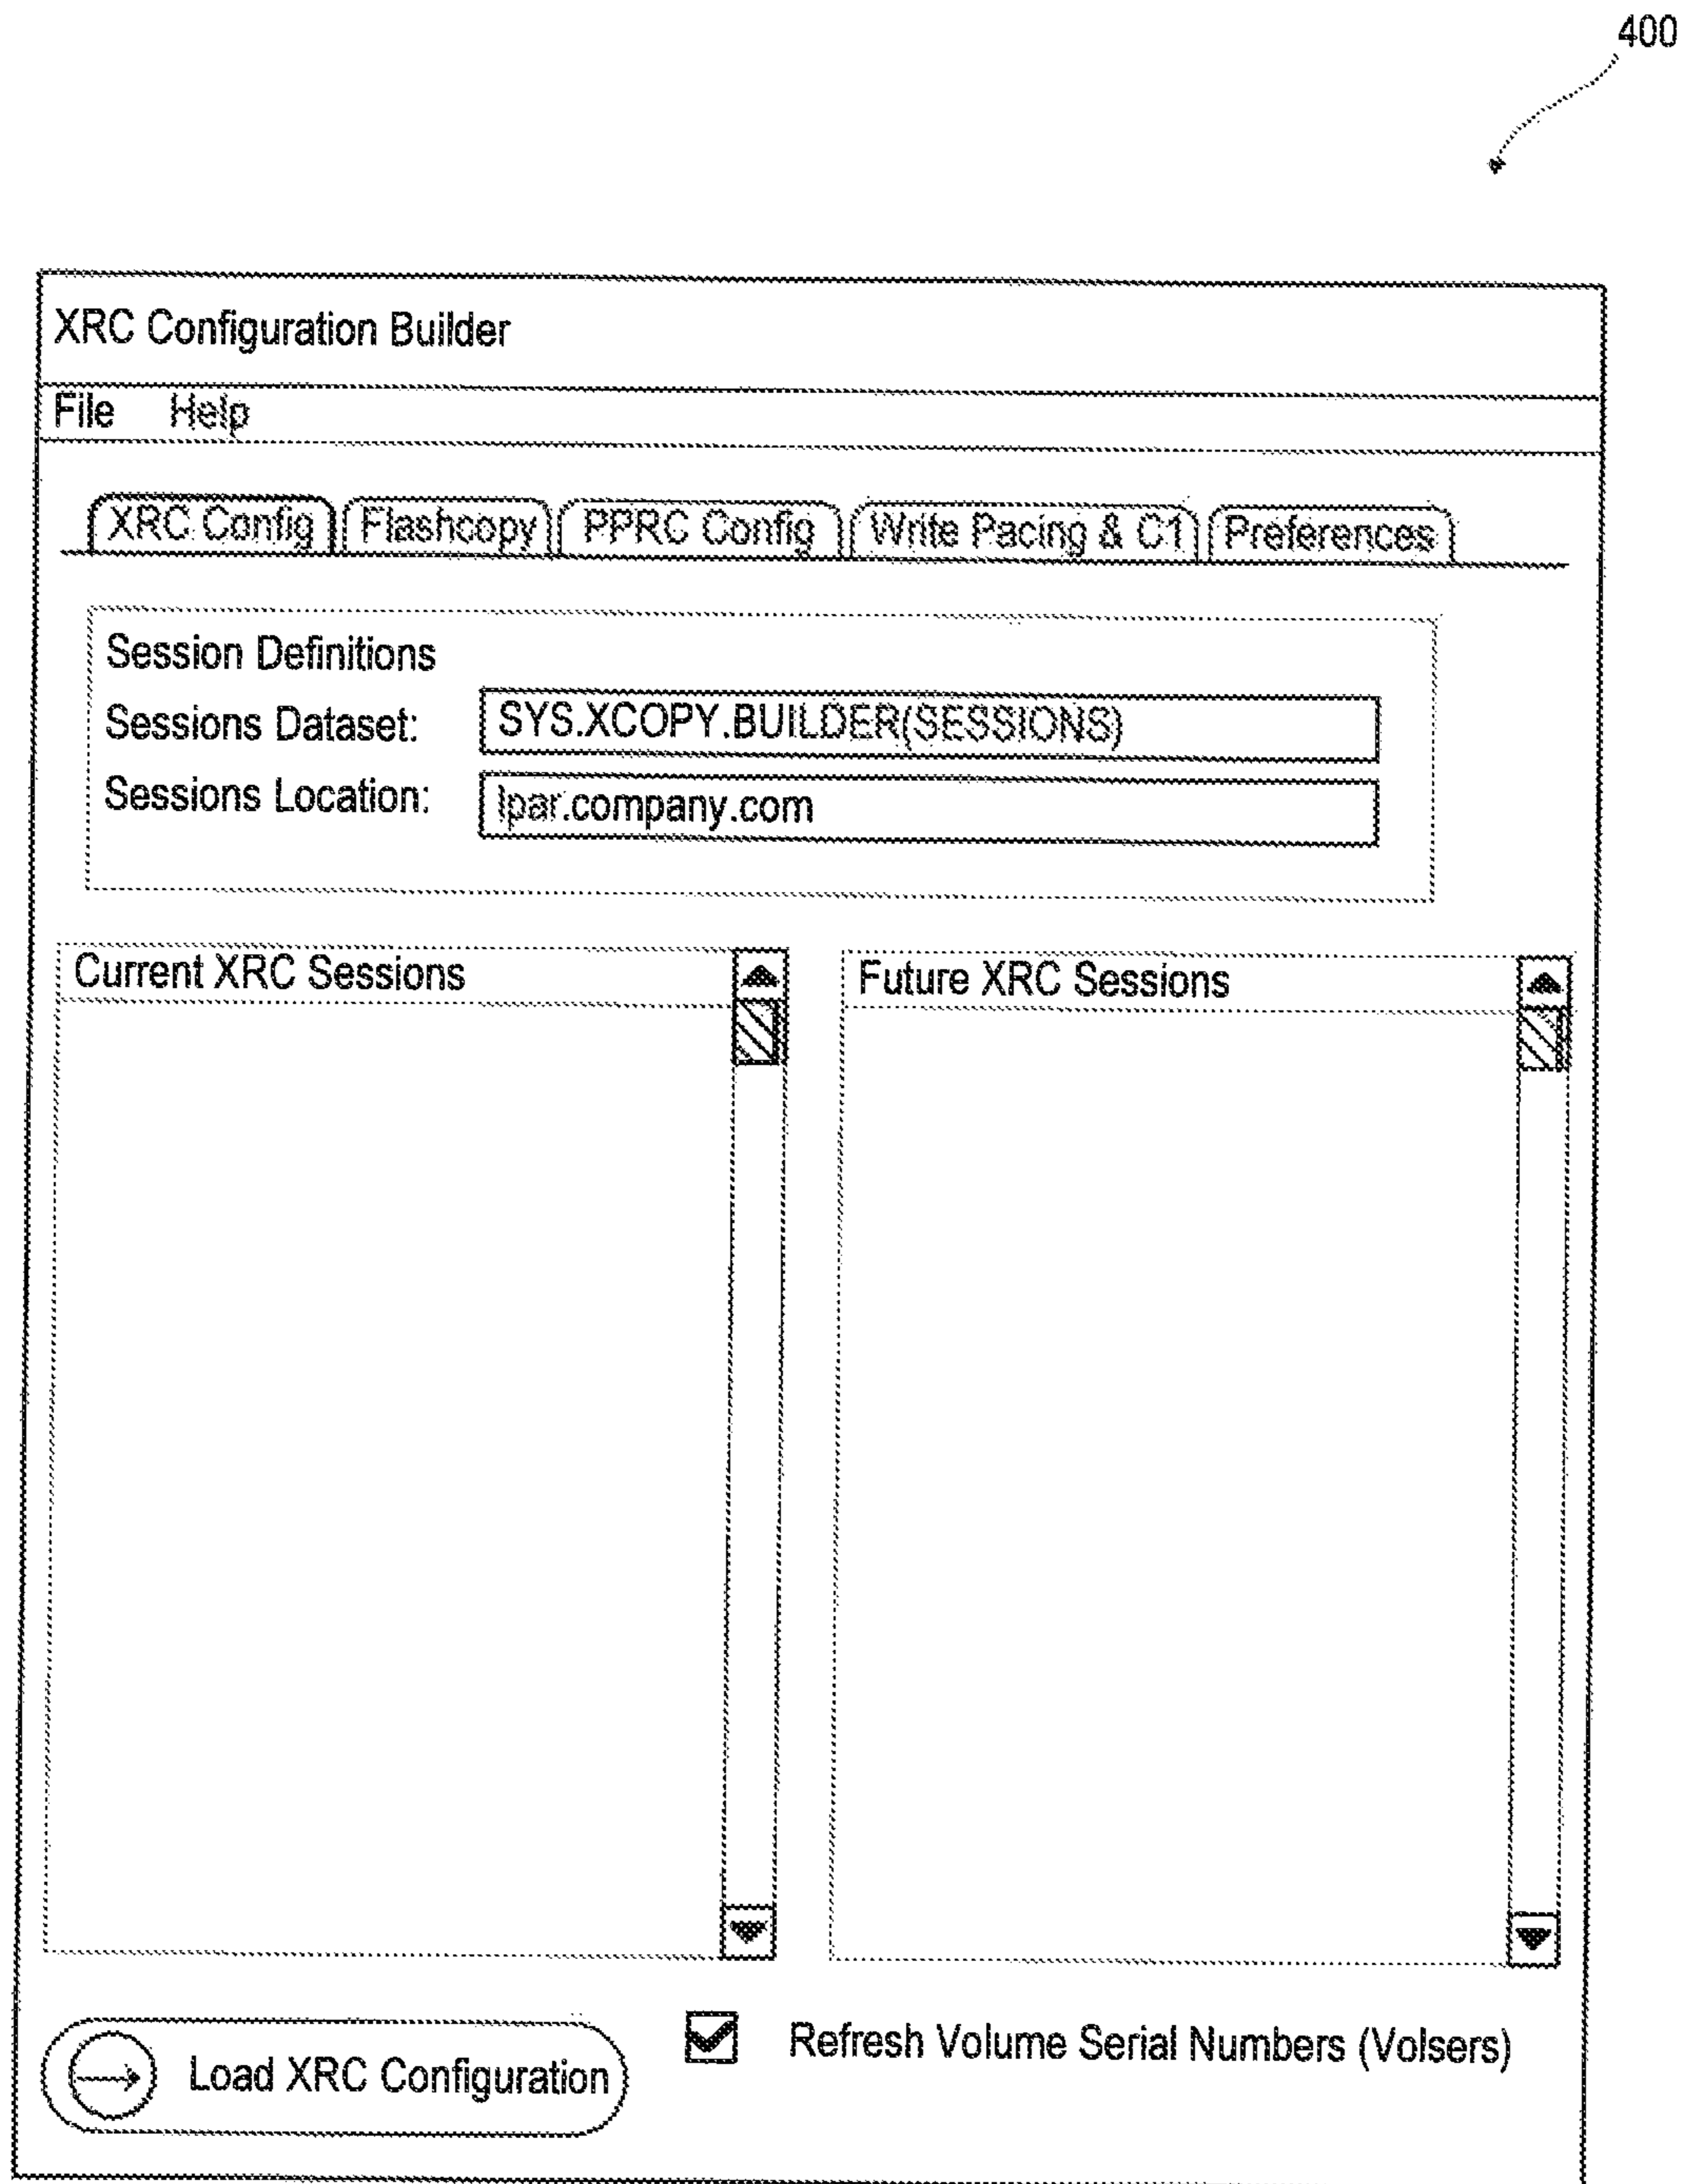 400
XRC Configuration Builder
File Help
XRC Config Flashcopy PPRC Config Write Pacing & C1 Preferences
Session Definitions
Sessions Dataset: SYS.XCOPY.BUILDER(SESSIONS)
Sessions Location: lpar.company.com
Current XRC Sessions Future XRC Sessions
Load XRC Configuration Refresh Volume Serial Numbers (Volsers)